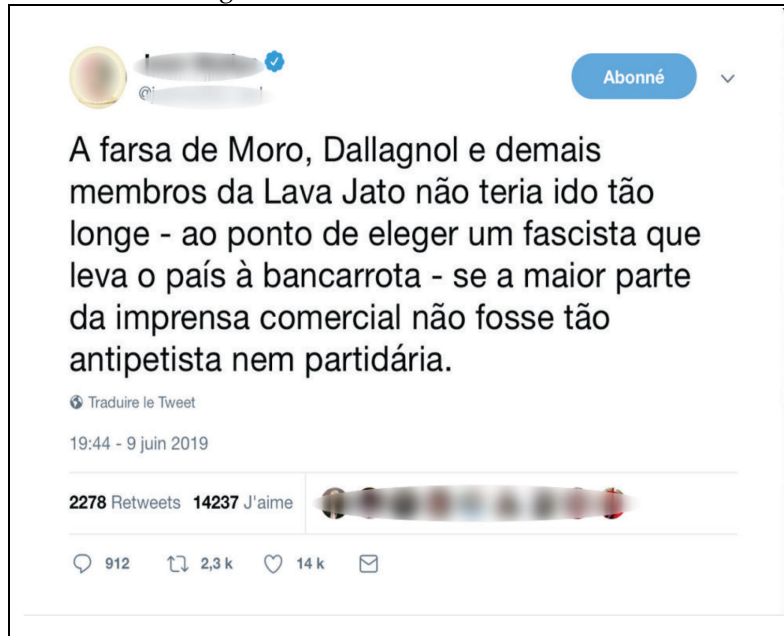 Abonné
A farsa de Moro, Dallagnol e demais
membros da Lava Jato não teria ido tão
longe - ao ponto de eleger um fascista que
leva o país à bancarrota - se a maior parte
da imprensa comercial não fosse tão
antipetista nem partidária.
Traduire le Tweet
19:44 - 9 juin 2019
2278 Retweets 14237 J'aime
912 2,3 k 14 k